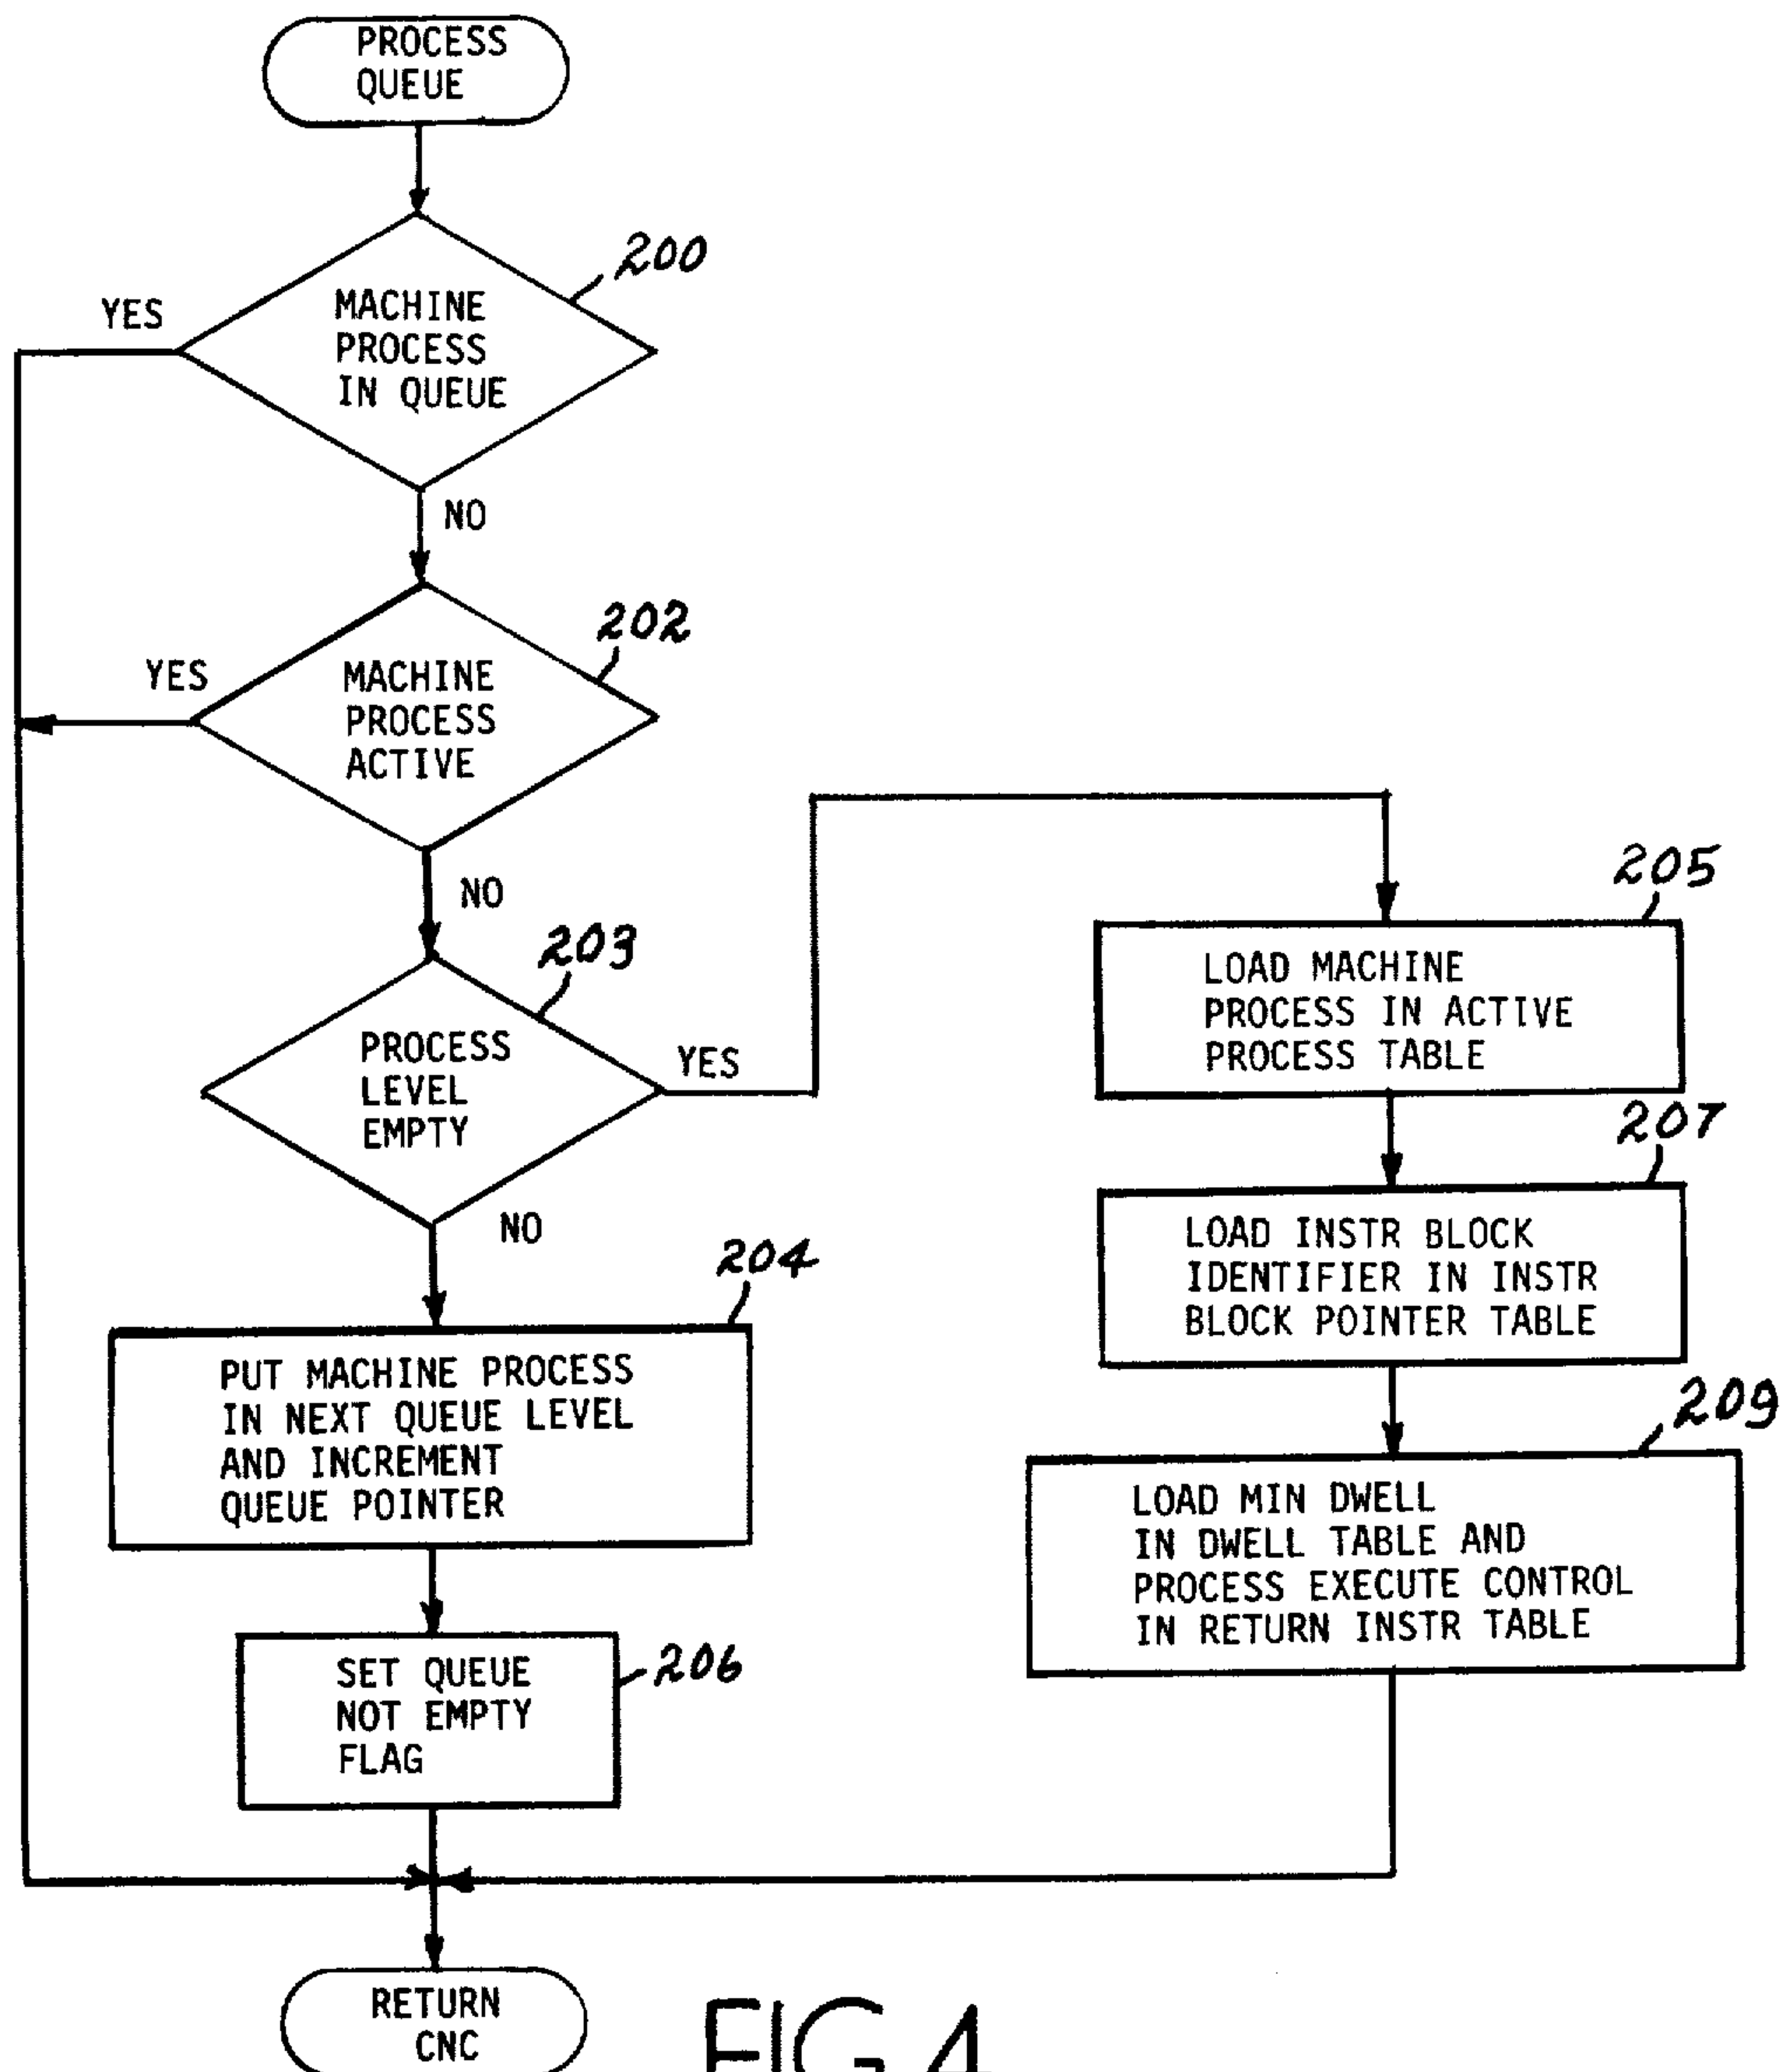 PROCESS
QUEUE
200
YES
MACHINE
PROCESS
IN QUEUE
NO
202
YES
MACHINE
PROCESS
ACTIVE
NO
203
PROCESS
LEVEL
EMPTY
YES
NO
204
PUT MACHINE PROCESS
IN NEXT QUEUE LEVEL
AND INCREMENT
QUEUE POINTER
206
SET QUEUE
NOT EMPTY
FLAG
205
LOAD MACHINE
PROCESS IN ACTIVE
PROCESS TABLE
207
LOAD INSTR BLOCK
IDENTIFIER IN INSTR
BLOCK POINTER TABLE
209
LOAD MIN DWELL
IN DWELL TABLE AND
PROCESS EXECUTE CONTROL
IN RETURN INSTR TABLE
RETURN
CNC
FIG. 4